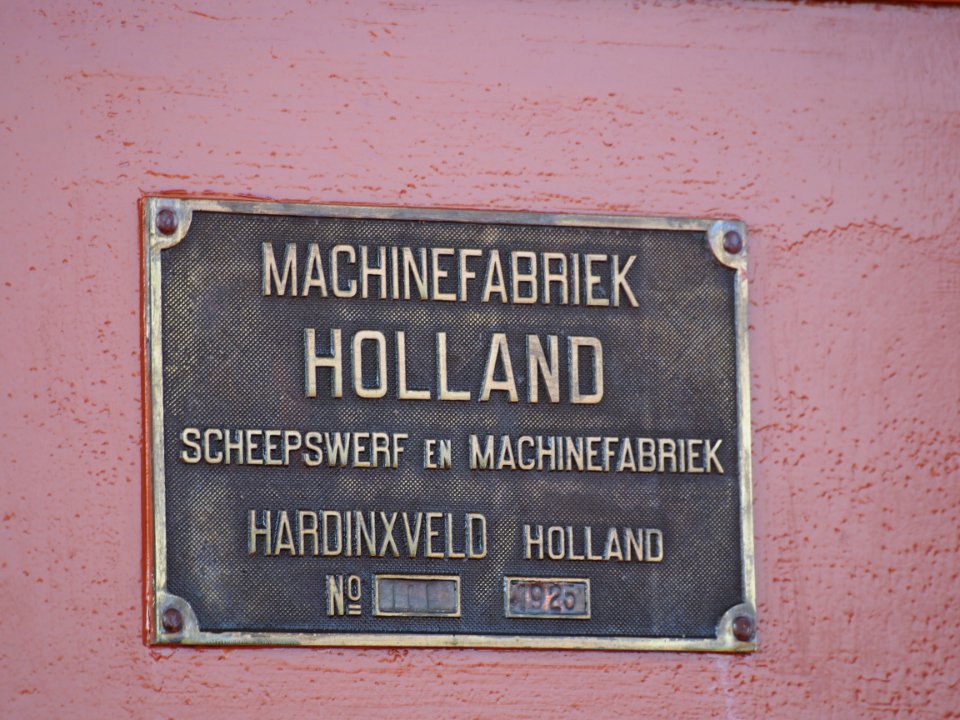 MACHINEFABRIEK
HOLLAND
SCHEEPSWERF EN MACHINEFABRIEK
HARDINXVELD HOLLAND
Nº 1925